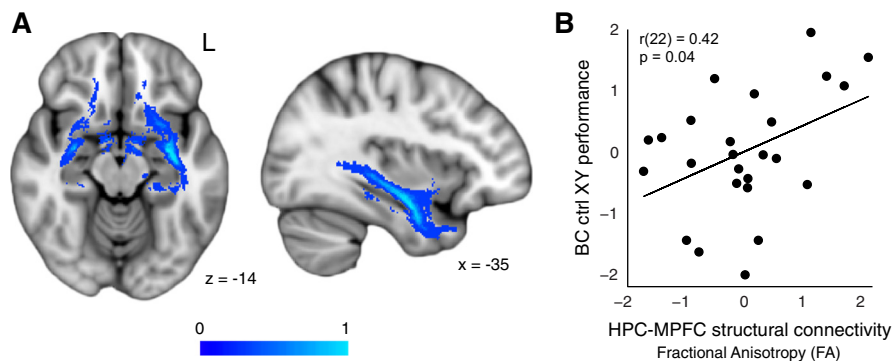 A
L
z = -14
x = -35
0 1
B
r(22) = 0.42
p = 0.04
BC ctrl XY performance
2
1
0
−1
−2
−2 −1 0 1 2
HPC-MPFC structural connectivity
Fractional Anisotropy (FA)